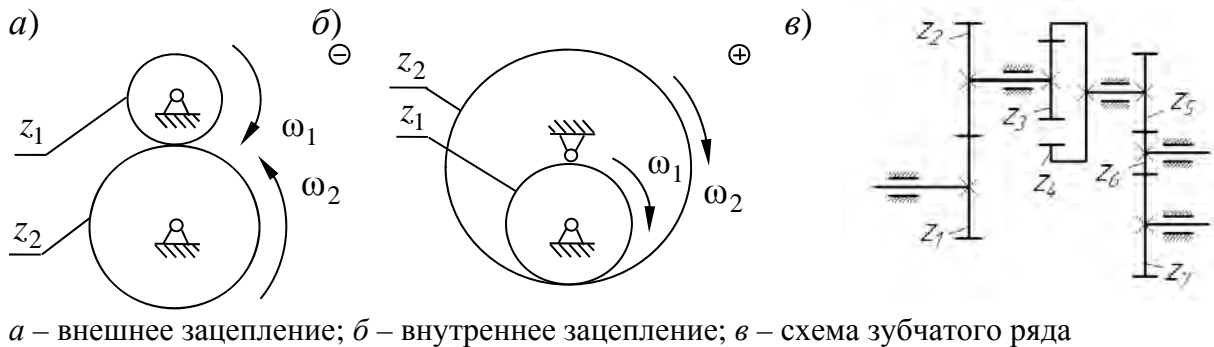 а) б) в)
z₂ z₁ ω₁ ω₂ ⊖
z₂ z₁ ω₁ ω₂ ⊕
z₂ z₃ z₄ z₅ z₆ z₁ z₇
а – внешнее зацепление; б – внутреннее зацепление; в – схема зубчатого ряда